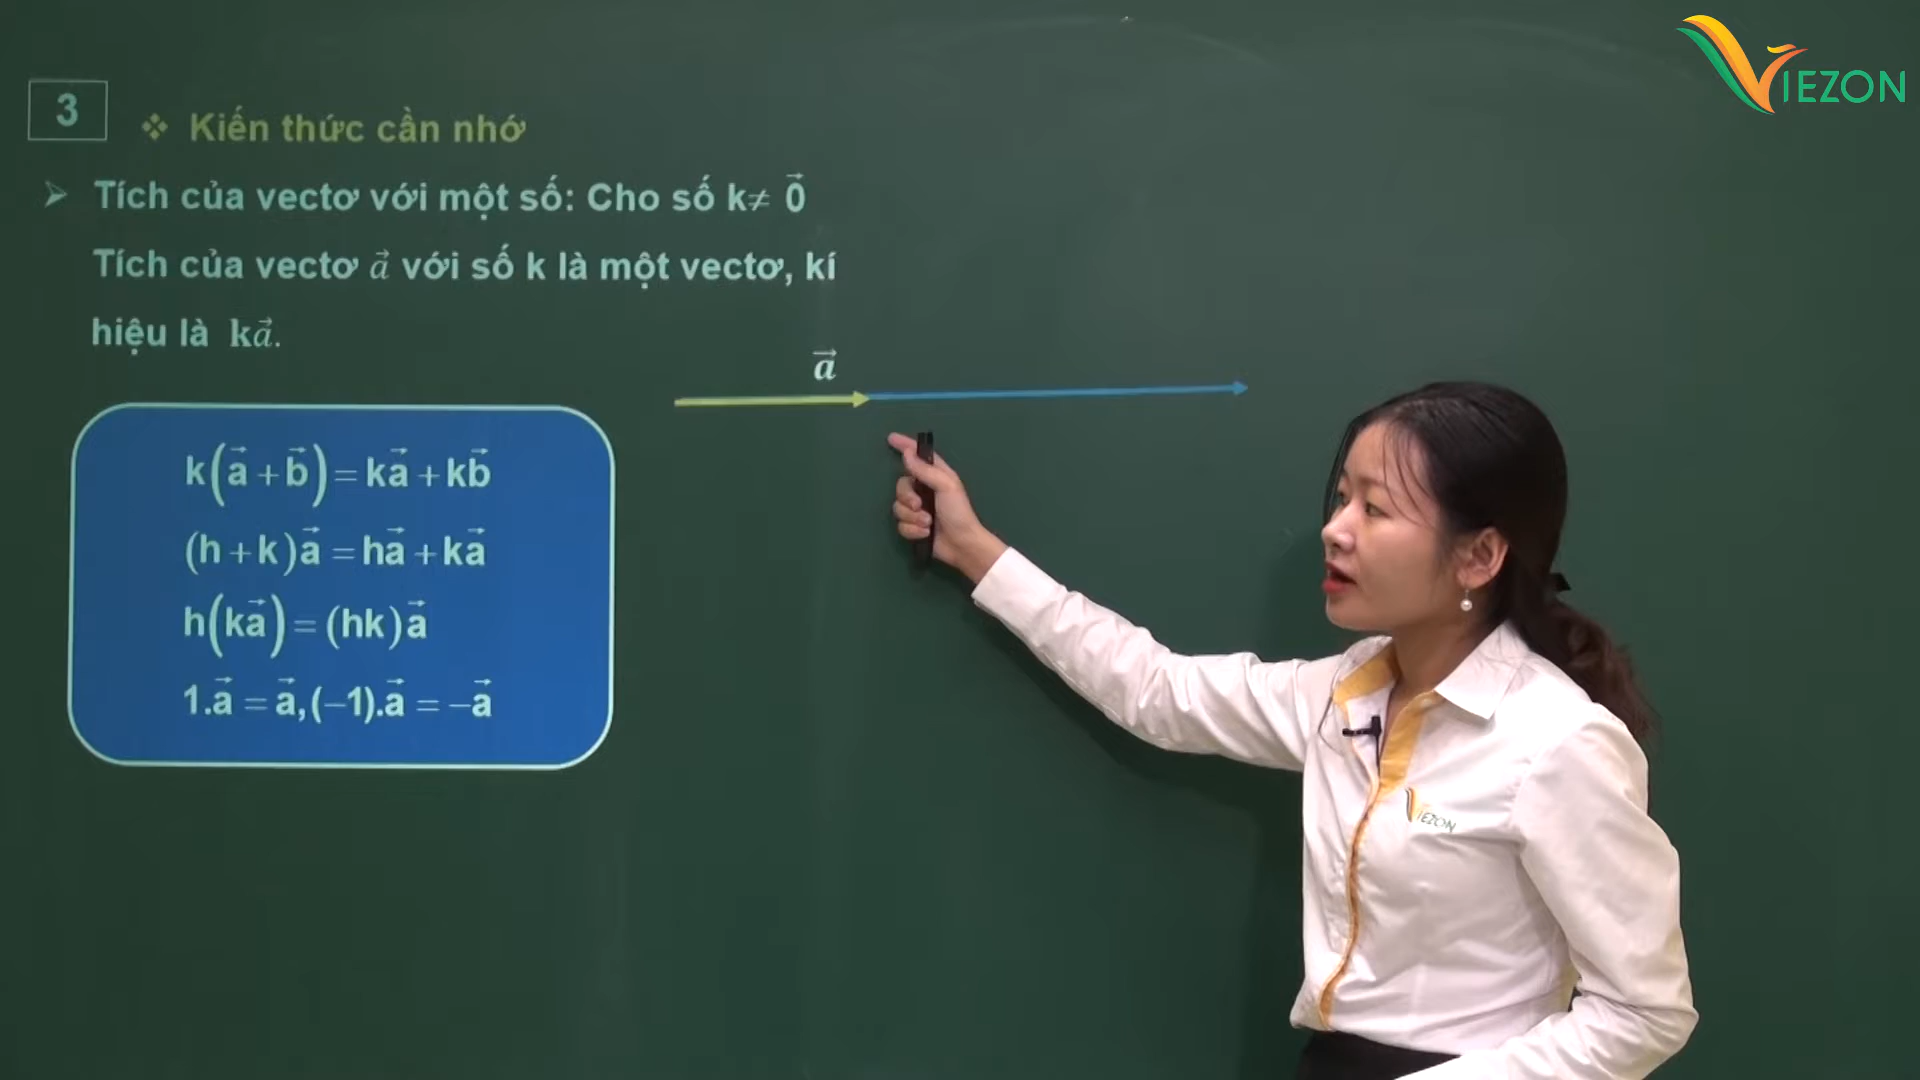 VIEZON
3
❖ Kiến thức cần nhớ
➢ Tích của vectơ với một số: Cho số k≠ 0⃗
Tích của vectơ a⃗ với số k là một vectơ, kí
hiệu là ka⃗.
a⃗
k(a⃗ + b⃗) = ka⃗ + kb⃗
(h + k)a⃗ = ha⃗ + ka⃗
h(ka⃗) = (hk)a⃗
1.a⃗ = a⃗,(−1).a⃗ = −a⃗
VIEZON